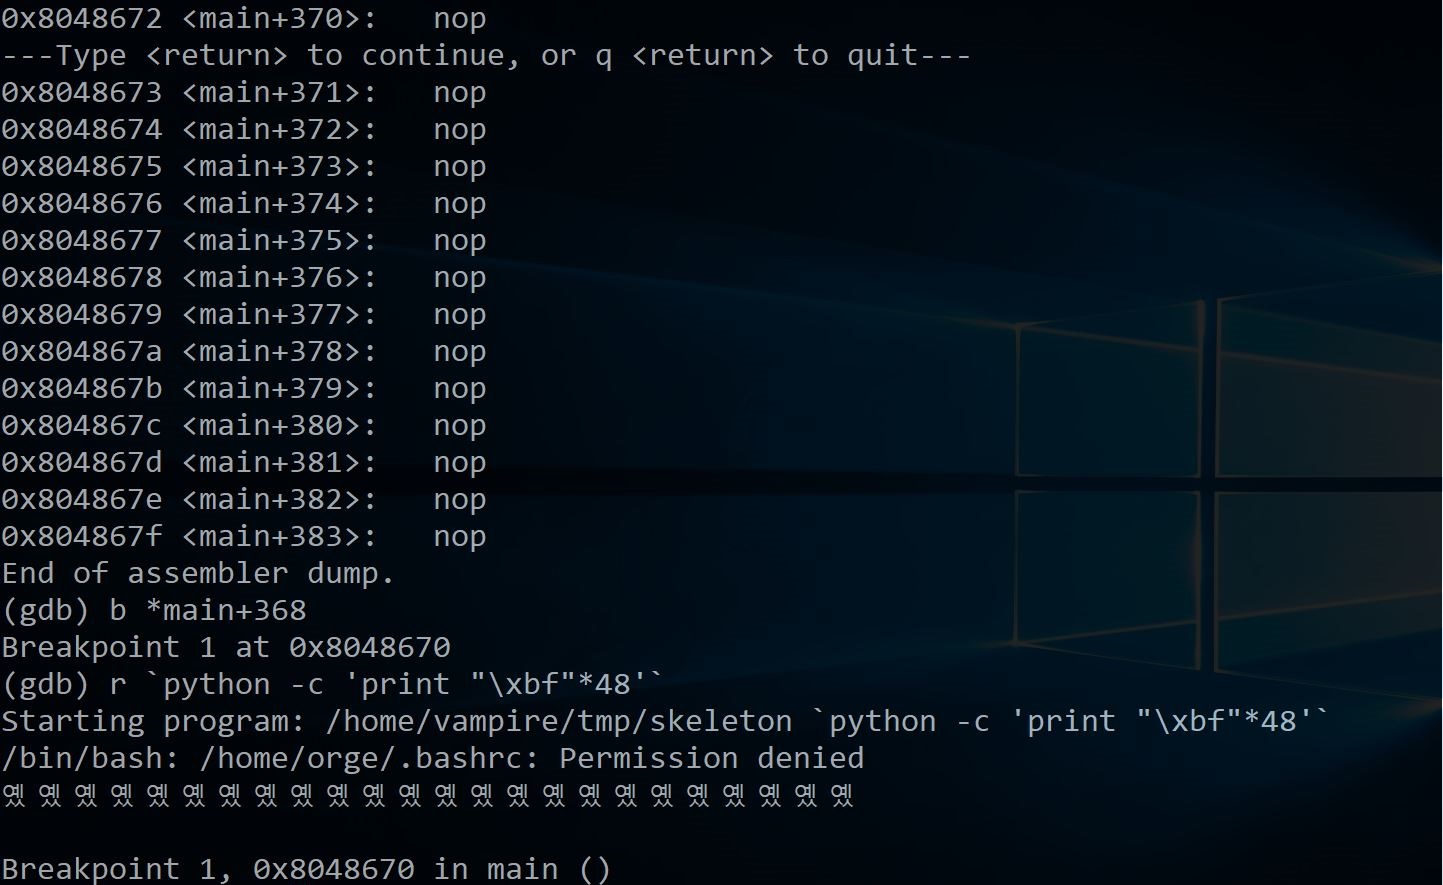 0x8048672 <main+370>:   nop
---Type <return> to continue, or q <return> to quit---
0x8048673 <main+371>:   nop
0x8048674 <main+372>:   nop
0x8048675 <main+373>:   nop
0x8048676 <main+374>:   nop
0x8048677 <main+375>:   nop
0x8048678 <main+376>:   nop
0x8048679 <main+377>:   nop
0x804867a <main+378>:   nop
0x804867b <main+379>:   nop
0x804867c <main+380>:   nop
0x804867d <main+381>:   nop
0x804867e <main+382>:   nop
0x804867f <main+383>:   nop
End of assembler dump.
(gdb) b *main+368
Breakpoint 1 at 0x8048670
(gdb) r `python -c 'print "\xbf"*48'`
Starting program: /home/vampire/tmp/skeleton `python -c 'print "\xbf"*48'`
/bin/bash: /home/orge/.bashrc: Permission denied
옜옜옜옜옜옜옜옜옜옜옜옜옜옜옜옜옜옜옜옜옜옜옜옜
Breakpoint 1, 0x8048670 in main ()